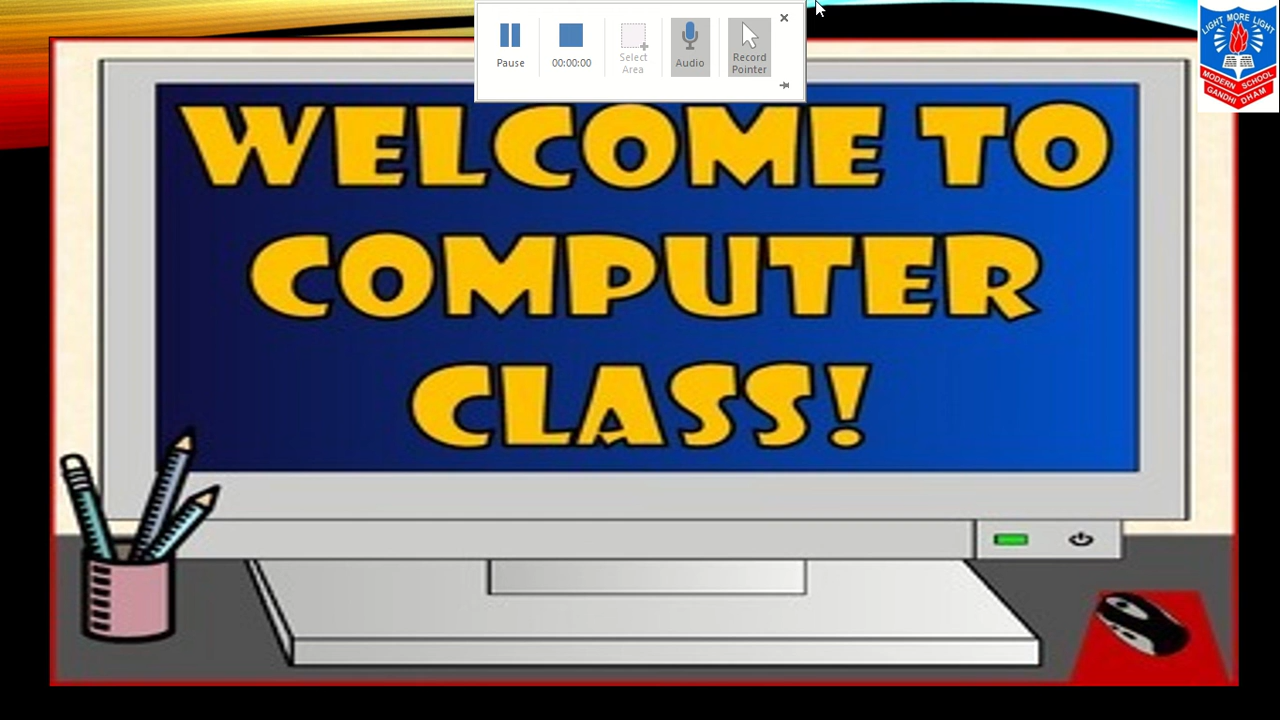 Pause
00:00:00
Select
Area
Audio
Record
Pointer
LIGHT MORE LIGHT
MODERN SCHOOL
GANDHI DHAM
WELCOME TO
COMPUTER
CLASS!